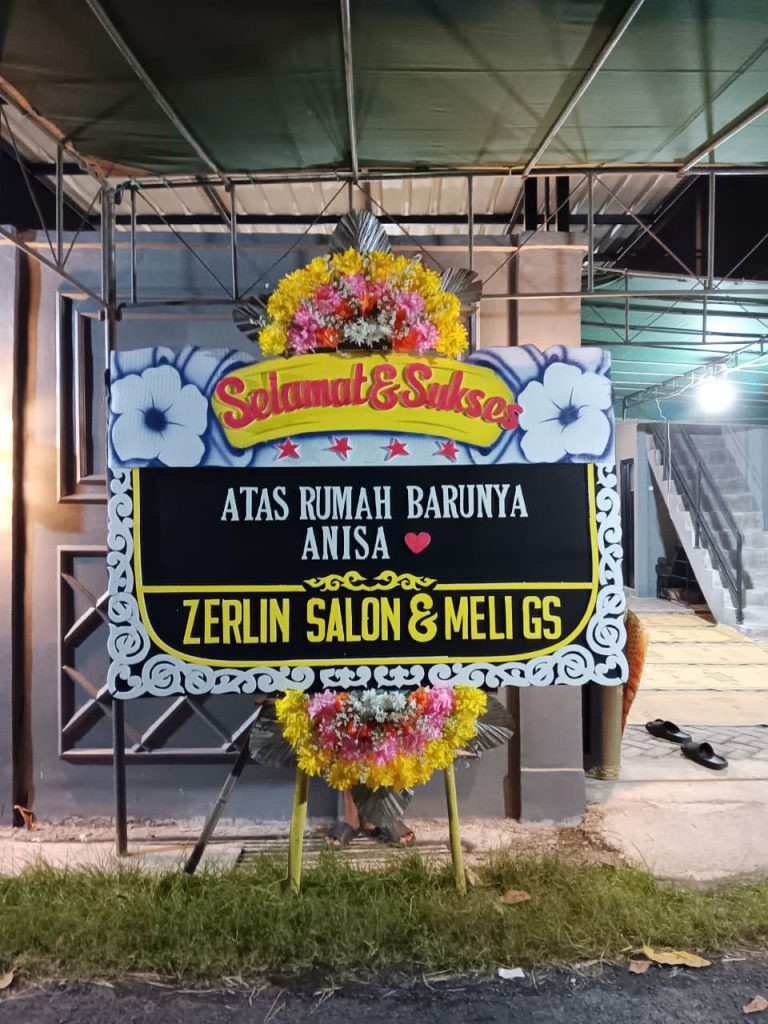 Selamat & Sukses
ATAS RUMAH BARUNYA
ANISA
ZERLIN SALON & MELI GS